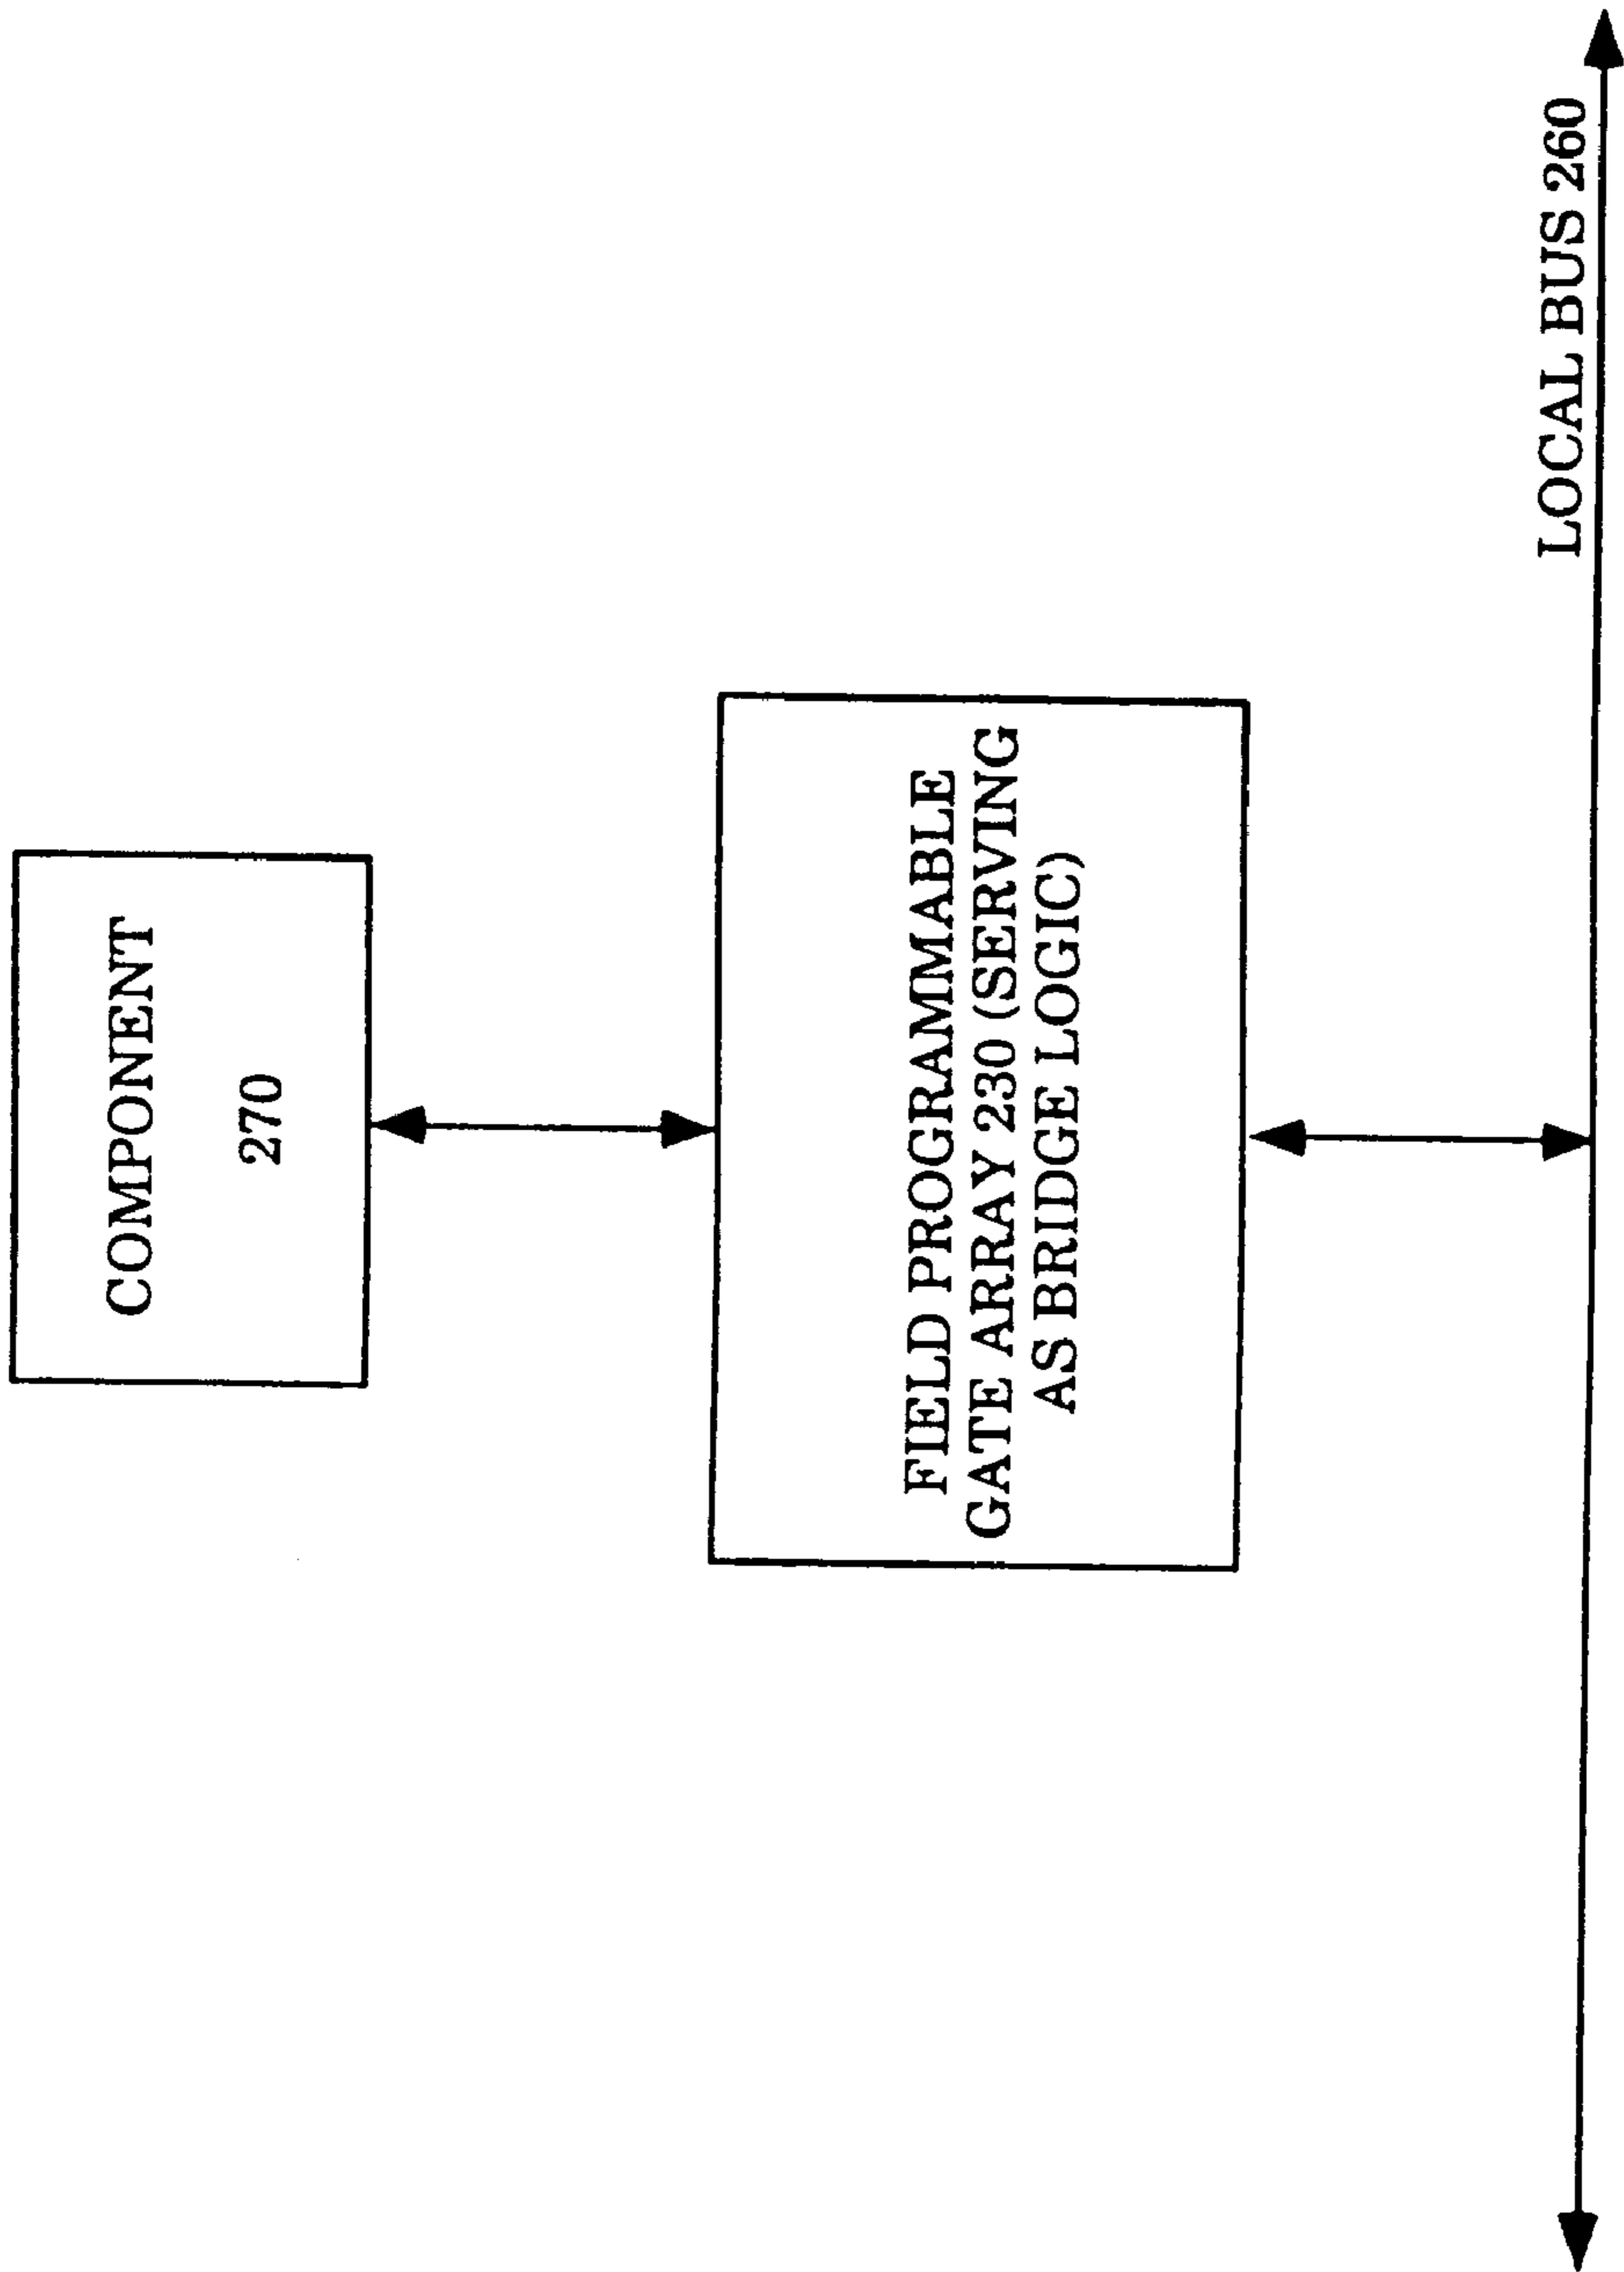 COMPONENT
270
FIELD PROGRAMMABLE
GATE ARRAY 230 (SERVING
AS BRIDGE LOGIC)
LOCAL BUS 260